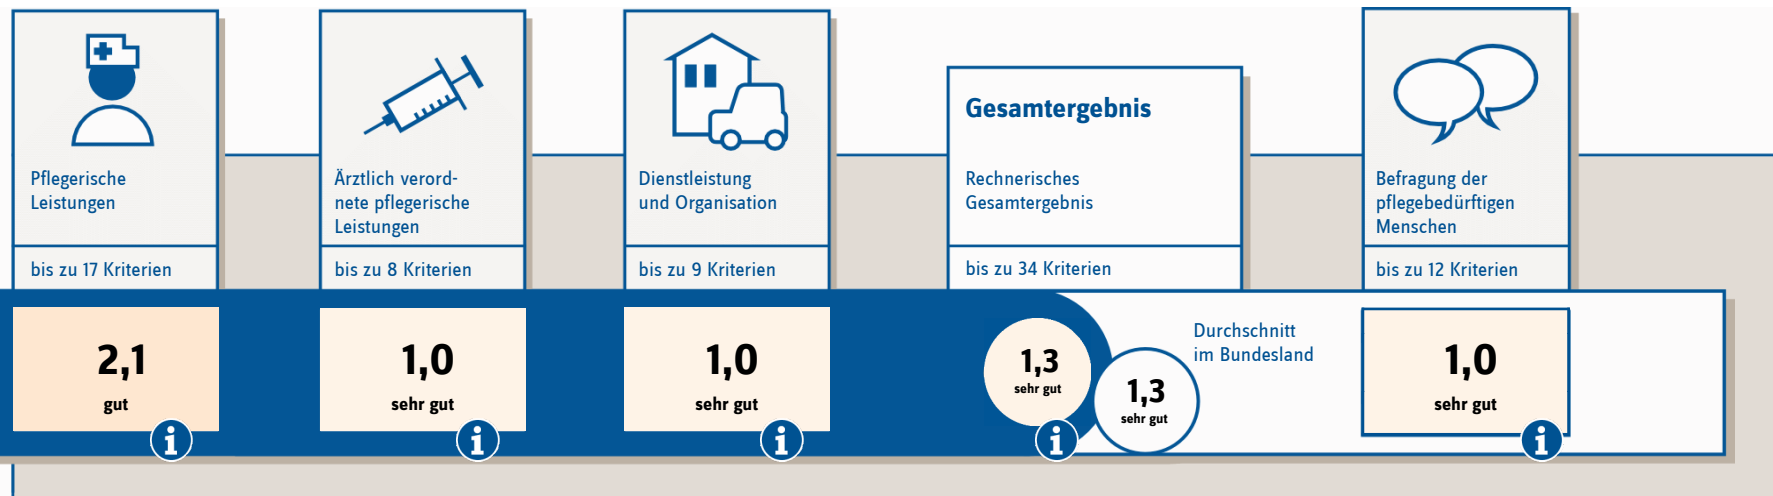 Pflegerische
Leistungen
bis zu 17 Kriterien
2,1
gut
Ärztlich verord-
nete pflegerische
Leistungen
bis zu 8 Kriterien
1,0
sehr gut
Dienstleistung
und Organisation
bis zu 9 Kriterien
1,0
sehr gut
Gesamtergebnis
Rechnerisches
Gesamtergebnis
bis zu 34 Kriterien
1,3
sehr gut
Durchschnitt
im Bundesland
1,3
sehr gut
Befragung der
pflegebedürftigen
Menschen
bis zu 12 Kriterien
1,0
sehr gut